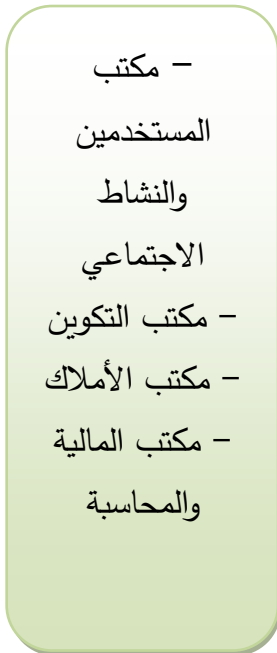 – مكتب
المستخدمين
والنشاط
الاجتماعي
– مكتب التكوين
– مكتب الأملاك
– مكتب المالية
والمحاسبة